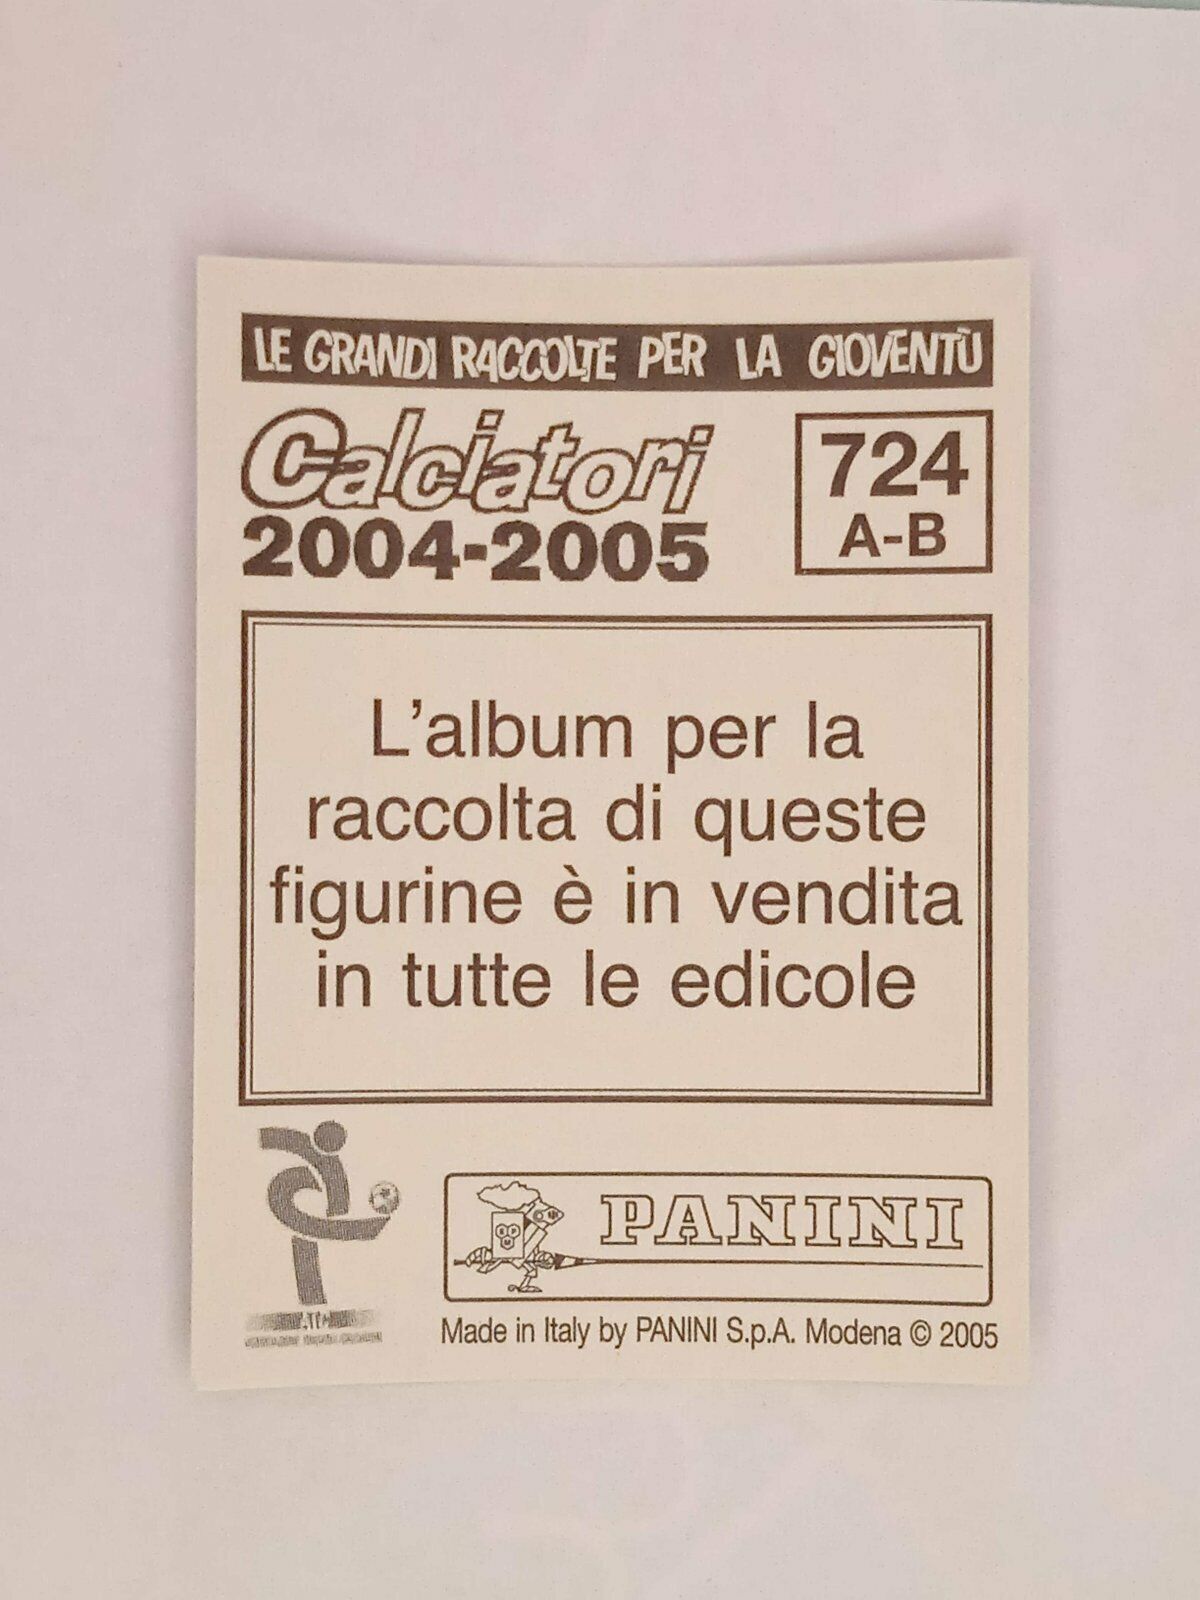 LE GRANDI RACCOLTE PER LA GIOVENTÙ
Calciatori
2004-2005
724
A-B
L'album per la
raccolta di queste
figurine è in vendita
in tutte le edicole
PANINI
Made in Italy by PANINI S.p.A. Modena © 2005